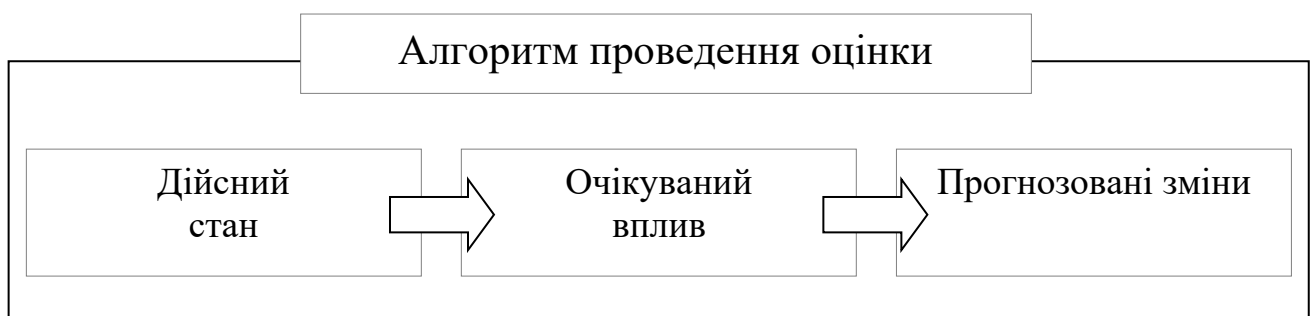 Алгоритм проведення оцінки
Дійсний
стан
Очікуваний
вплив
Прогнозовані зміни